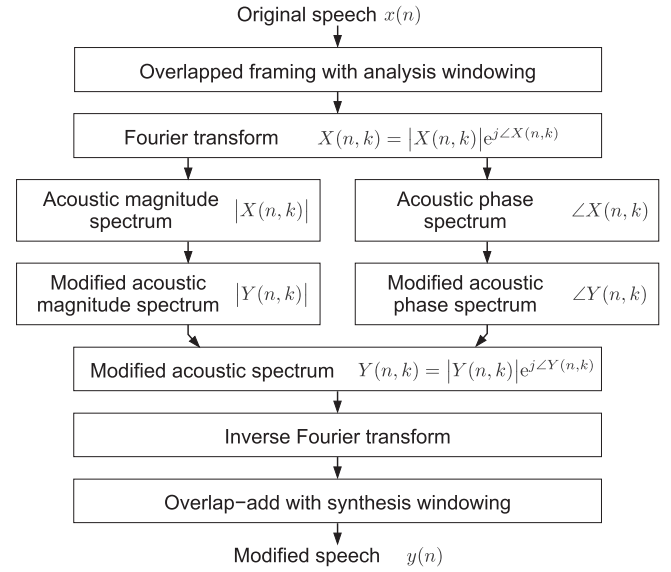 Original speech x(n)
Overlapped framing with analysis windowing
Fourier transform X(n, k) = |X(n, k)|e^{j∠X(n,k)}
Acoustic magnitude
spectrum |X(n, k)|
Acoustic phase
spectrum ∠X(n, k)
Modified acoustic
magnitude spectrum |Y(n, k)|
Modified acoustic
phase spectrum ∠Y(n, k)
Modified acoustic spectrum Y(n, k) = |Y(n, k)|e^{j∠Y(n,k)}
Inverse Fourier transform
Overlap−add with synthesis windowing
Modified speech y(n)